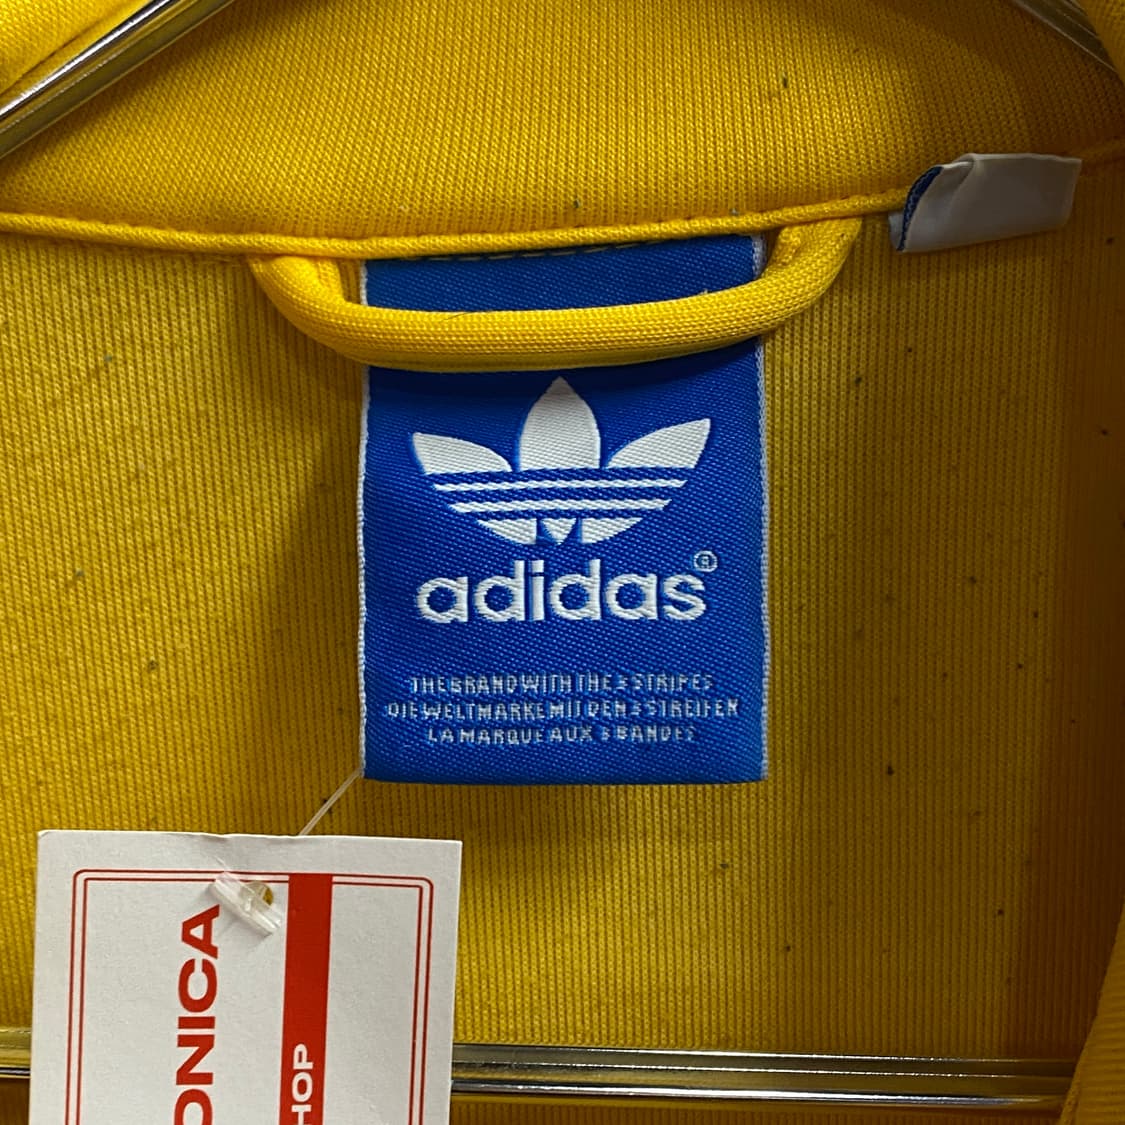 adidas®
THE BRAND WITH THE 3 STRIPES
DIE WELTMARKE MIT DEN 3 STREIFEN
LA MARQUE AUX 3 BANDES
ONICA
HOP